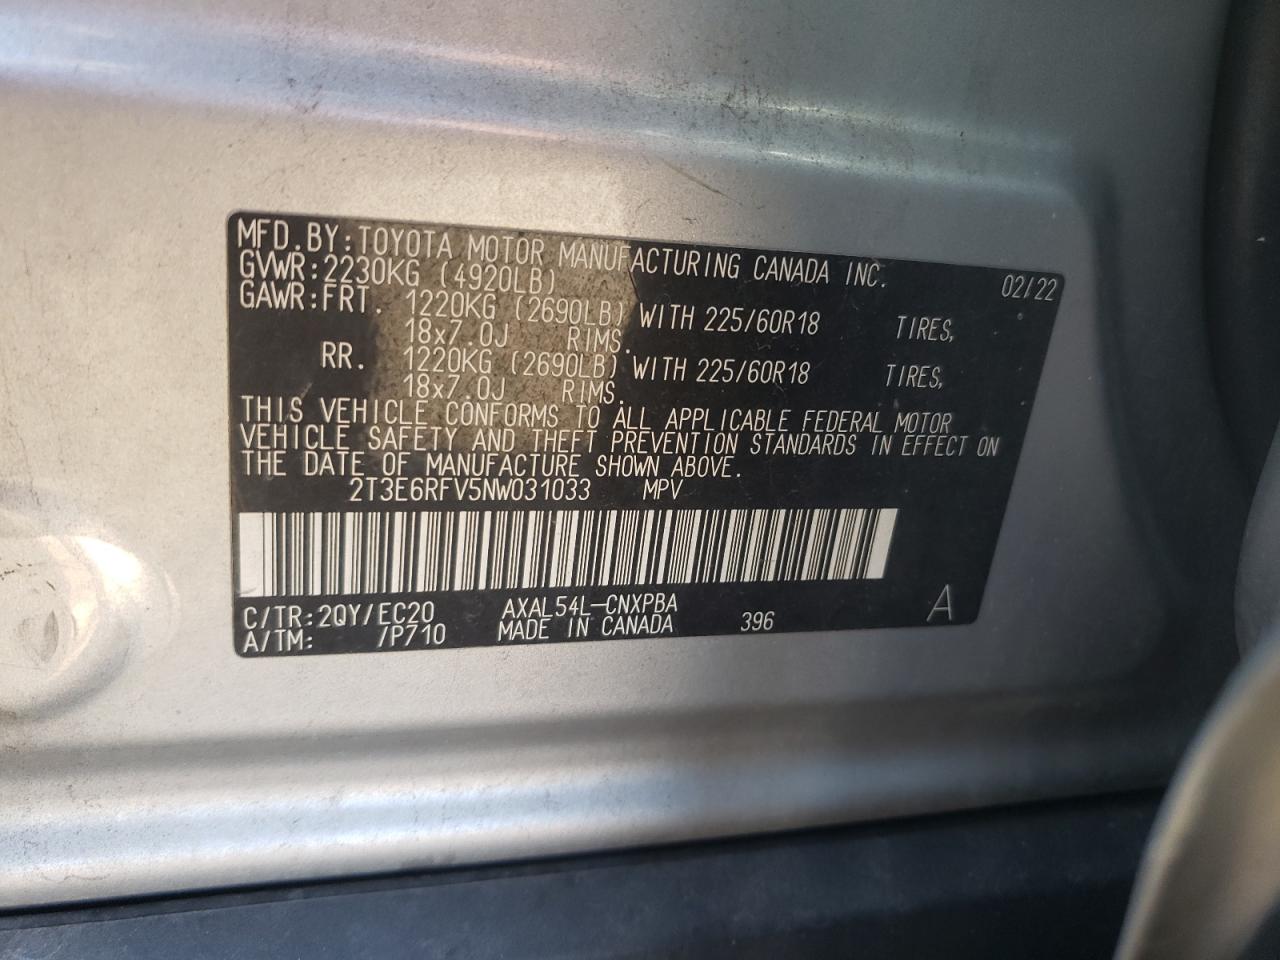 MFD.BY:TOYOTA MOTOR MANUFACTURING CANADA INC. 02/22
GVWR:2230KG (4920LB)
GAWR:FRT. 1220KG (2690LB) WITH 225/60R18 TIRES,
18x7.0J RIMS.
RR. 1220KG (2690LB) WITH 225/60R18 TIRES,
18x7.0J RIMS.
THIS VEHICLE CONFORMS TO ALL APPLICABLE FEDERAL MOTOR
VEHICLE SAFETY AND THEFT PREVENTION STANDARDS IN EFFECT ON
THE DATE OF MANUFACTURE SHOWN ABOVE.
2T3E6RFV5NW031033 MPV
C/TR:2QY/EC20 AXAL54L-CNXPBA 396 A
A/TM: /P710 MADE IN CANADA